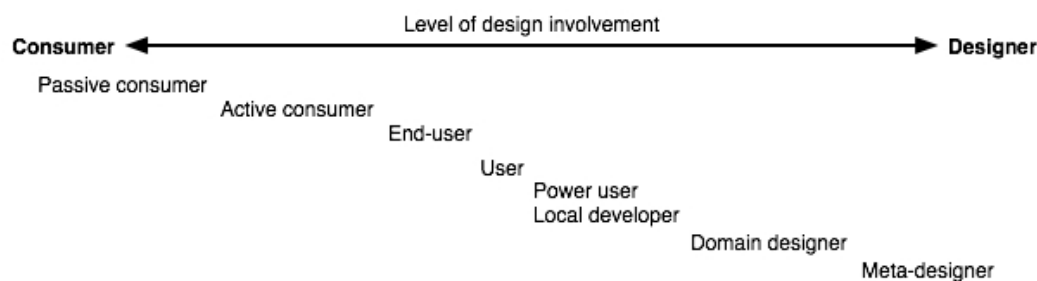 Level of design involvement
Consumer Designer
Passive consumer
Active consumer
End-user
User
Power user
Local developer
Domain designer
Meta-designer